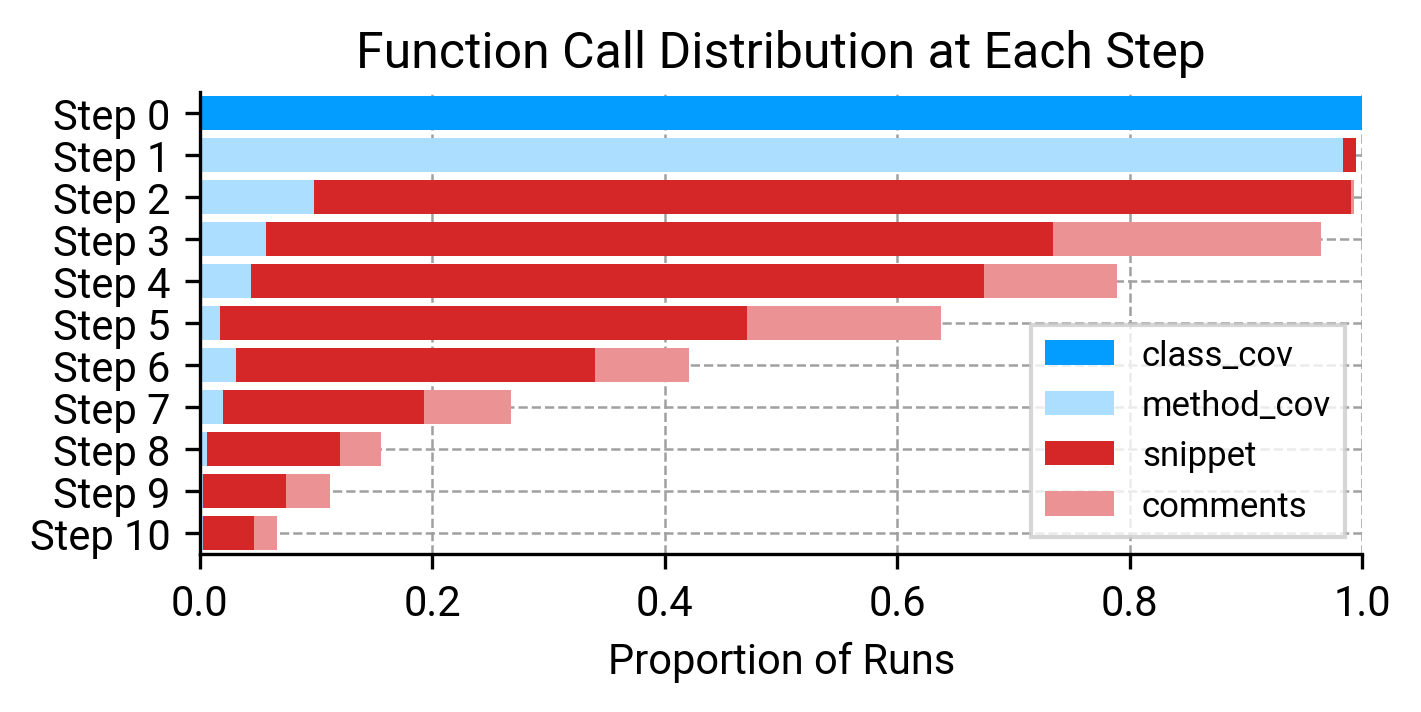 Function Call Distribution at Each Step
Step 0
Step 1
Step 2
Step 3
Step 4
Step 5
Step 6
Step 7
Step 8
Step 9
Step 10
class_cov
method_cov
snippet
comments
0.0 0.2 0.4 0.6 0.8 1.0
Proportion of Runs